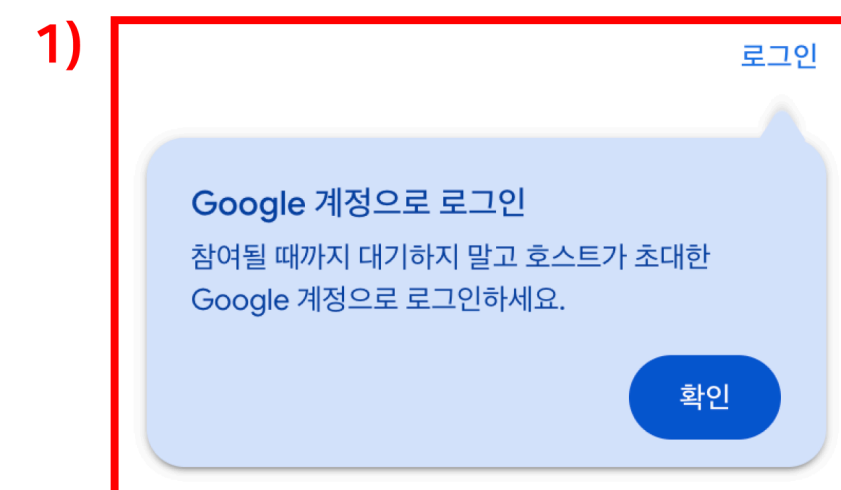 1)
로그인
Google 계정으로 로그인
참여될 때까지 대기하지 말고 호스트가 초대한
Google 계정으로 로그인하세요.
확인